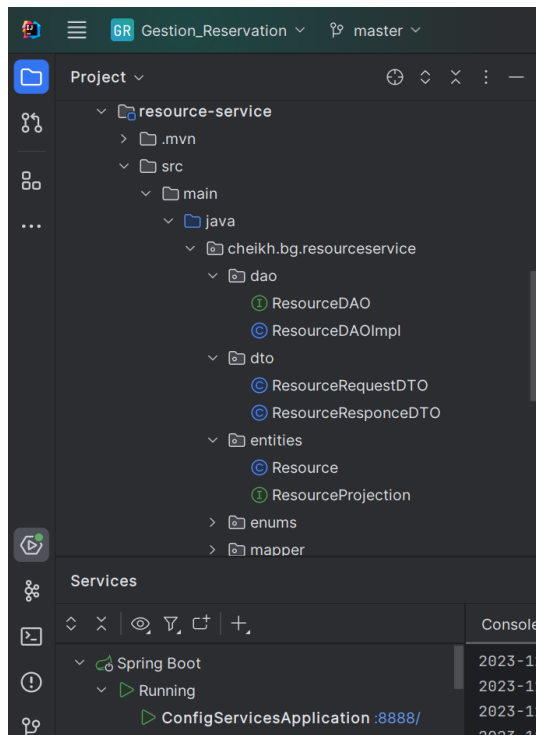 GR Gestion_Reservation master
Project
resource-service
.mvn
src
main
java
cheikh.bg.resourceservice
dao
ResourceDAO
ResourceDAOImpl
dto
ResourceRequestDTO
ResourceResponceDTO
entities
Resource
ResourceProjection
enums
mapper
Services
Console
Spring Boot
2023-1
Running
2023-1
ConfigServicesApplication :8888/
2023-1